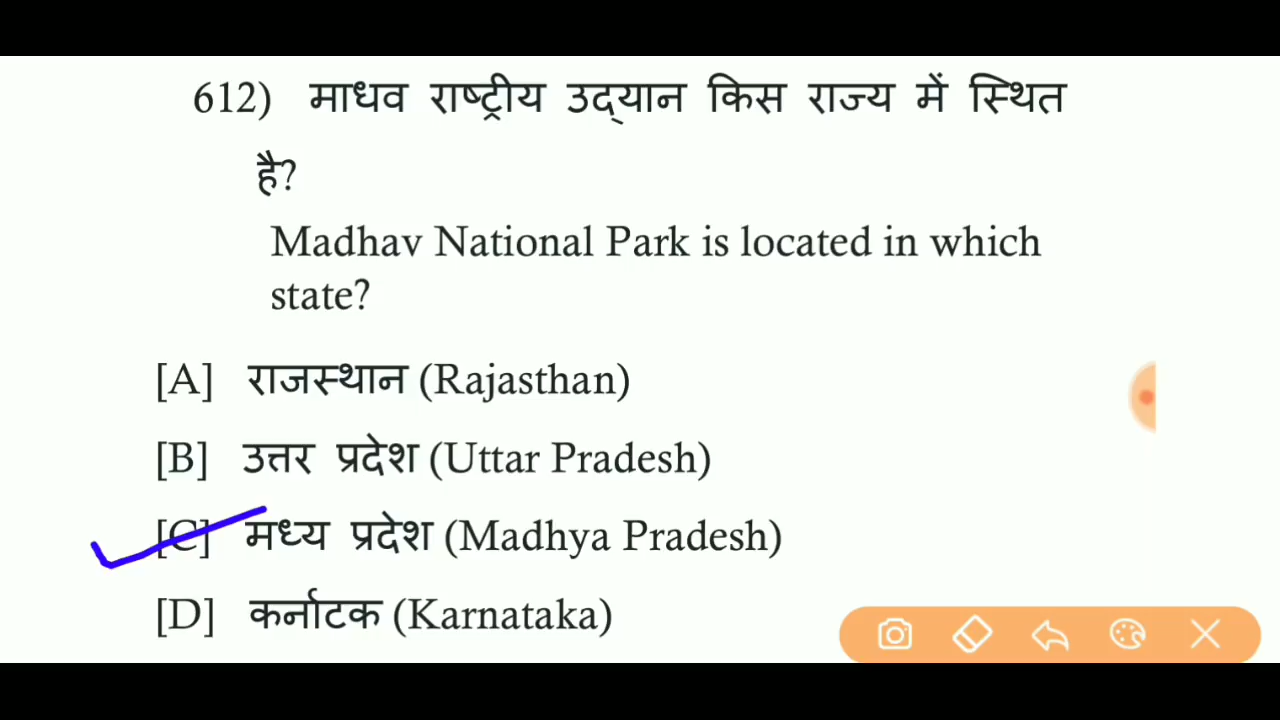 612) माधव राष्ट्रीय उद्यान किस राज्य में स्थित
है?
Madhav National Park is located in which
state?
[A] राजस्थान (Rajasthan)
[B] उत्तर प्रदेश (Uttar Pradesh)
[C] मध्य प्रदेश (Madhya Pradesh)
[D] कर्नाटक (Karnataka)